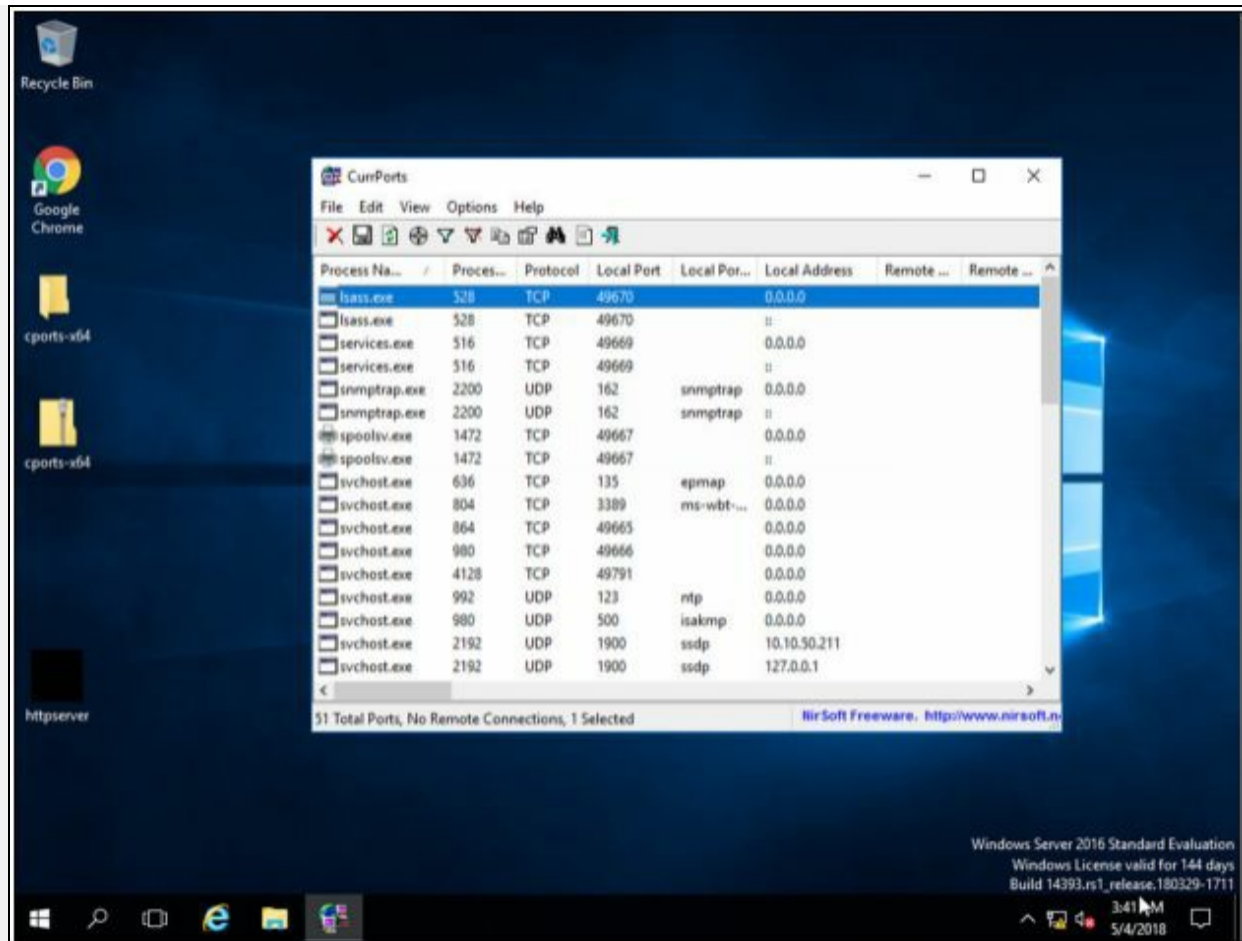 Recycle Bin
Google
Chrome
cports-x64
cports-x64
httpserver
CurrPorts
File Edit View Options Help
Process Na... / Proces... Protocol Local Port Local Por... Local Address Remote ... Remote ...
lsass.exe 528 TCP 49670 0.0.0.0
lsass.exe 528 TCP 49670 ::
services.exe 516 TCP 49669 0.0.0.0
services.exe 516 TCP 49669 ::
snmptrap.exe 2200 UDP 162 snmptrap 0.0.0.0
snmptrap.exe 2200 UDP 162 snmptrap ::
spoolsv.exe 1472 TCP 49667 0.0.0.0
spoolsv.exe 1472 TCP 49667 ::
svchost.exe 636 TCP 135 epmap 0.0.0.0
svchost.exe 804 TCP 3389 ms-wbt-... 0.0.0.0
svchost.exe 864 TCP 49665 0.0.0.0
svchost.exe 980 TCP 49666 0.0.0.0
svchost.exe 4128 TCP 49791 0.0.0.0
svchost.exe 992 UDP 123 ntp 0.0.0.0
svchost.exe 980 UDP 500 isakmp 0.0.0.0
svchost.exe 2192 UDP 1900 ssdp 10.10.50.211
svchost.exe 2192 UDP 1900 ssdp 127.0.0.1
51 Total Ports, No Remote Connections, 1 Selected NirSoft Freeware. http://www.nirsoft.n
Windows Server 2016 Standard Evaluation
Windows License valid for 144 days
Build 14393.rs1_release.180329-1711
3:41
5/4/2018